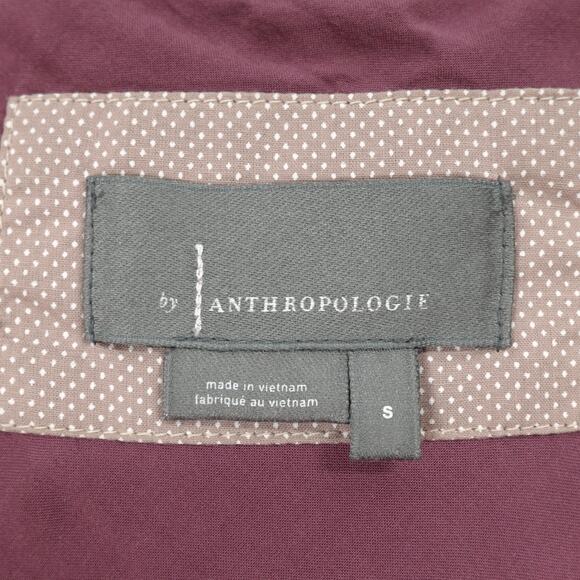 by ANTHROPOLOGIE
made in vietnam
fabriqué au vietnam
S